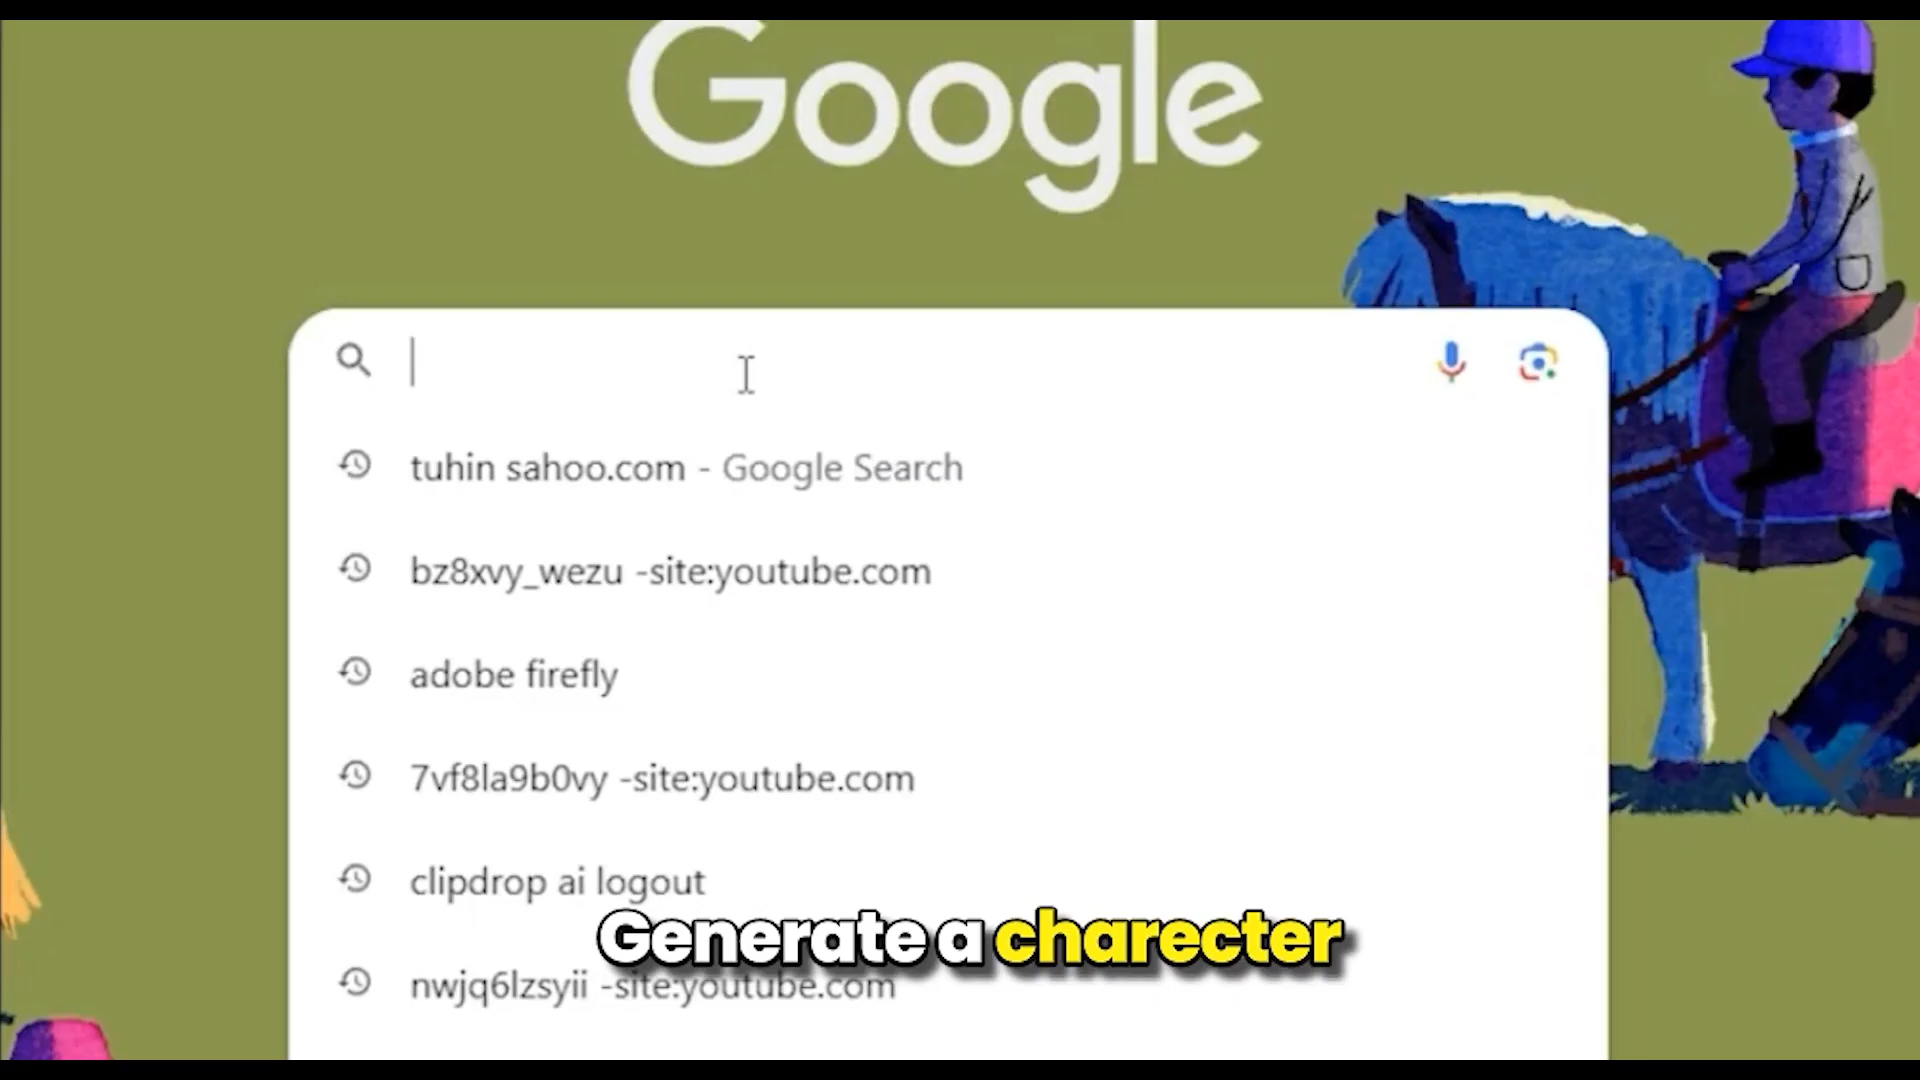 Google
tuhin sahoo.com - Google Search
bz8xvy_wezu -site:youtube.com
adobe firefly
7vf8la9b0vy -site:youtube.com
clipdrop ai logout
Generate a charecter
nwjq6lzsyii -site:youtube.com